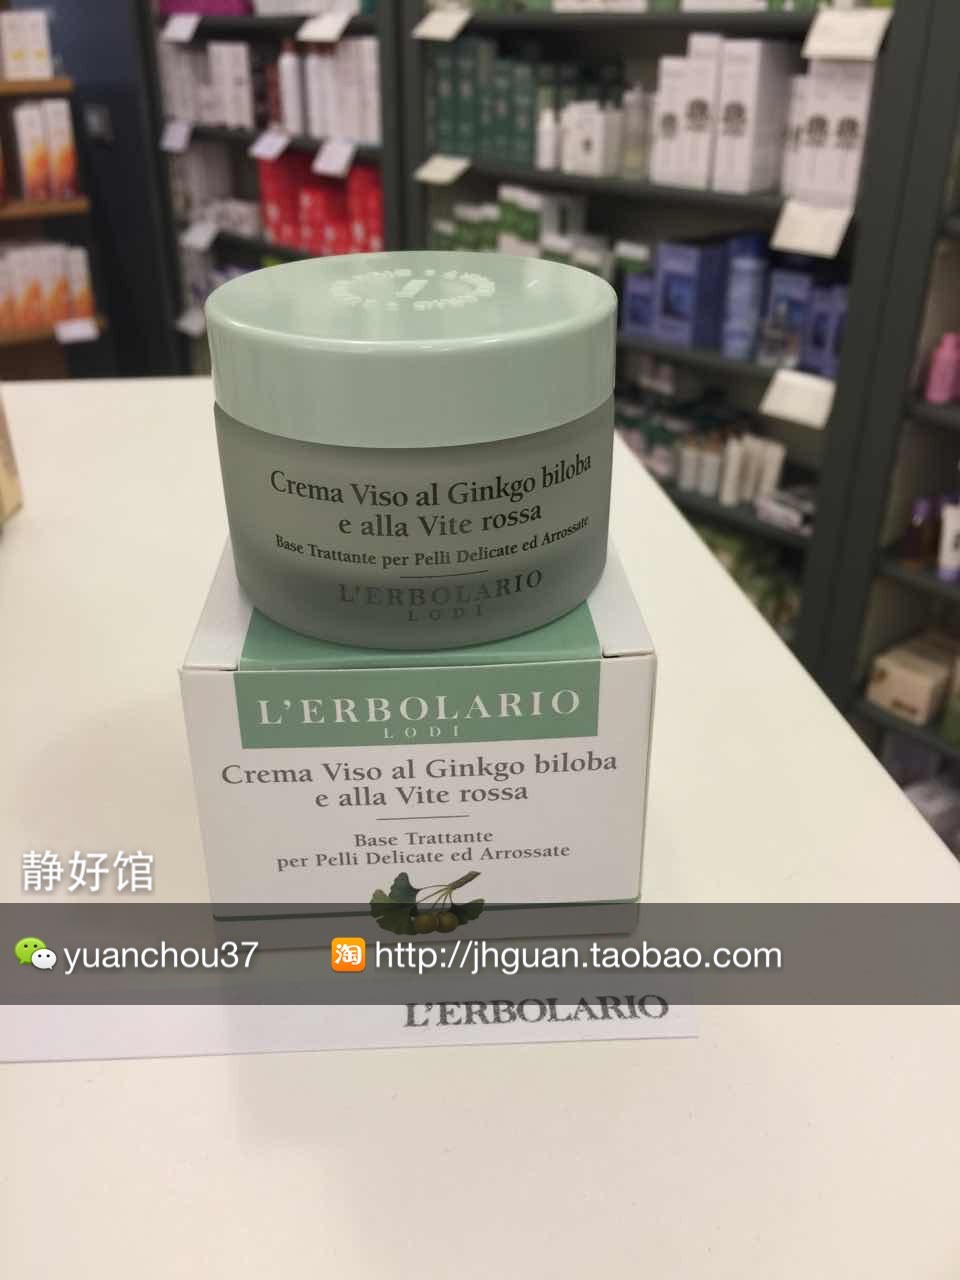 Crema Viso al Ginkgo biloba
e alla Vite rossa
Base Trattante per Pelli Delicate ed Arrossate
L'ERBOLARIO
LODI
L'ERBOLARIO
LODI
Crema Viso al Ginkgo biloba
e alla Vite rossa
Base Trattante
per Pelli Delicate ed Arrossate
静好馆
yuanchou37
淘 http://jhguan.taobao.com
L'ERBOLARIO